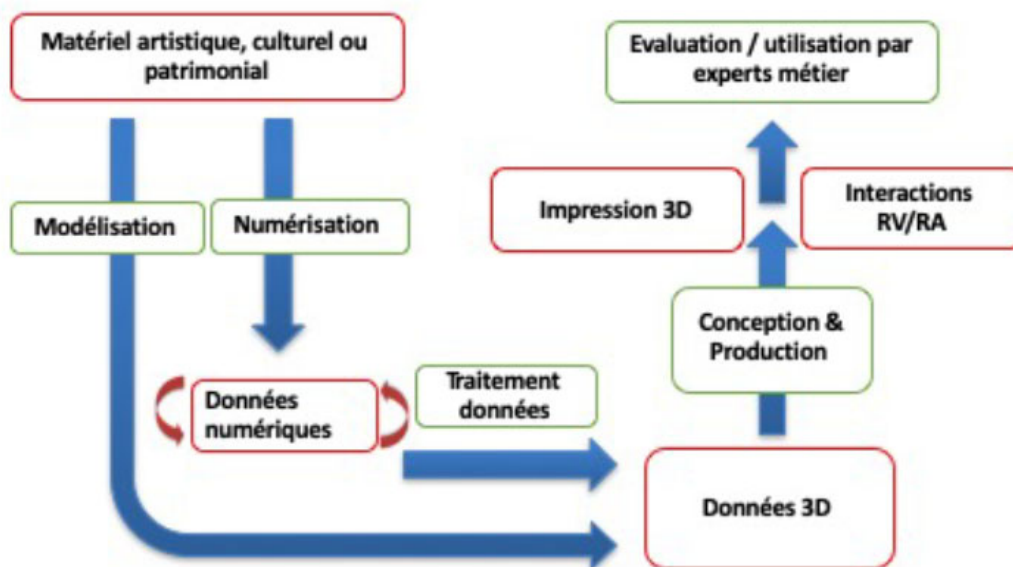 Matériel artistique, culturel ou
patrimonial
Evaluation / utilisation par
experts métier
Impression 3D
Interactions
RV/RA
Modélisation
Numérisation
Conception &
Production
Traitement
données
Données
numériques
Données 3D